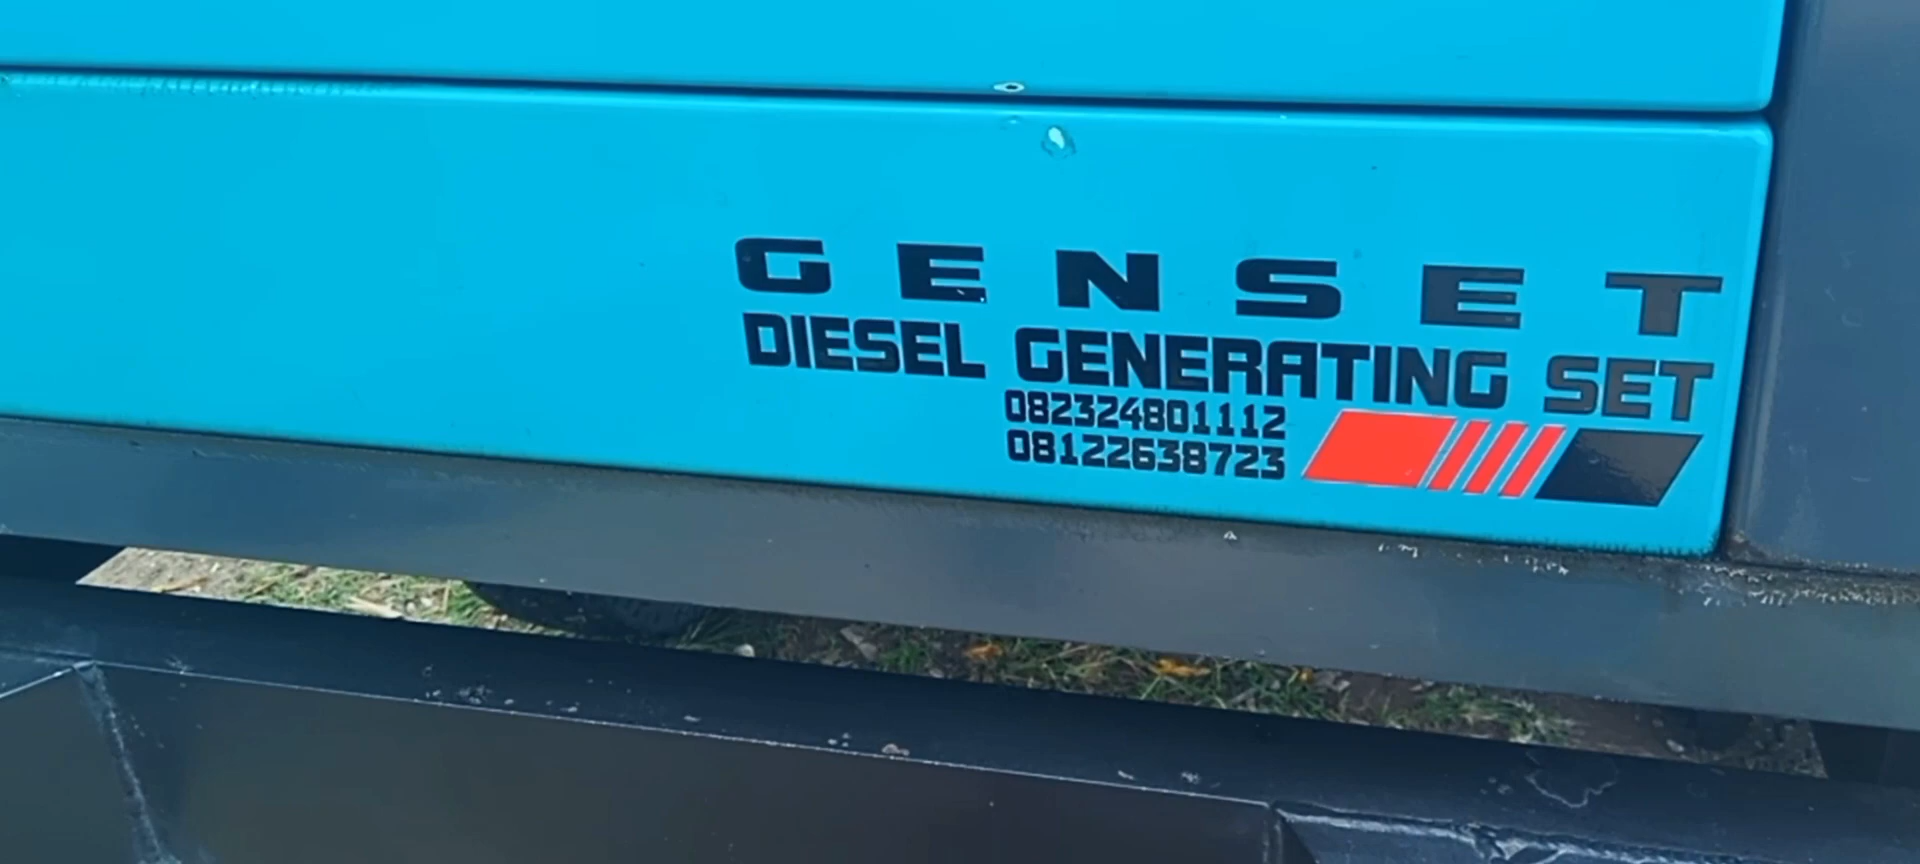 GENSET
DIESEL GENERATING SET
082324801112
08122638723